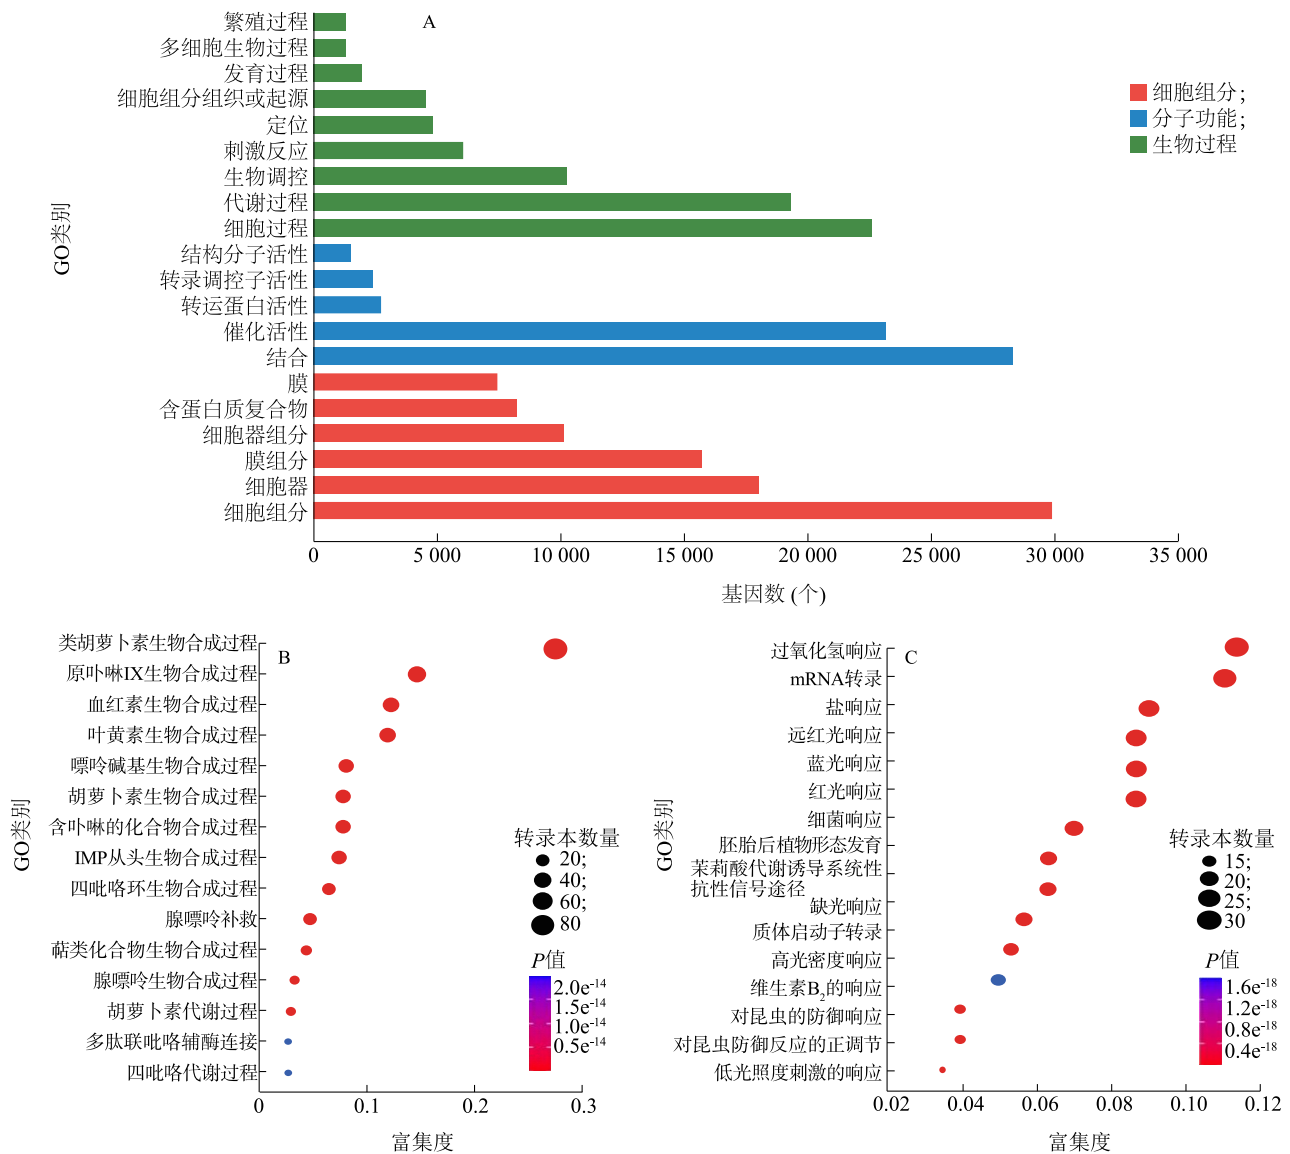 A
繁殖过程
多细胞生物过程
发育过程
细胞组分组织或起源
定位
刺激反应
生物调控
代谢过程
细胞过程
结构分子活性
转录调控子活性
转运蛋白活性
催化活性
结合
膜
含蛋白质复合物
细胞器组分
膜组分
细胞器
细胞组分
GO类别
细胞组分；
分子功能；
生物过程
0 5 000 10 000 15 000 20 000 25 000 30 000 35 000
基因数 (个)
B
类胡萝卜素生物合成过程
原卟啉IX生物合成过程
血红素生物合成过程
叶黄素生物合成过程
嘌呤碱基生物合成过程
胡萝卜素生物合成过程
含卟啉的化合物合成过程
IMP从头生物合成过程
四吡咯环生物合成过程
腺嘌呤补救
萜类化合物生物合成过程
腺嘌呤生物合成过程
胡萝卜素代谢过程
多肽联吡咯辅酶连接
四吡咯代谢过程
GO类别
转录本数量
20;
40;
60;
80
P值
2.0e-14
1.5e-14
1.0e-14
0.5e-14
0 0.1 0.2 0.3
富集度
C
过氧化氢响应
mRNA转录
盐响应
远红光响应
蓝光响应
红光响应
细菌响应
胚胎后植物形态发育
茉莉酸代谢诱导系统性
抗性信号途径
缺光响应
质体启动子转录
高光密度响应
维生素B2的响应
对昆虫的防御响应
对昆虫防御反应的正调节
低光照度刺激的响应
GO类别
转录本数量
15;
20;
25;
30
P值
1.6e-18
1.2e-18
0.8e-18
0.4e-18
0.02 0.04 0.06 0.08 0.10 0.12
富集度